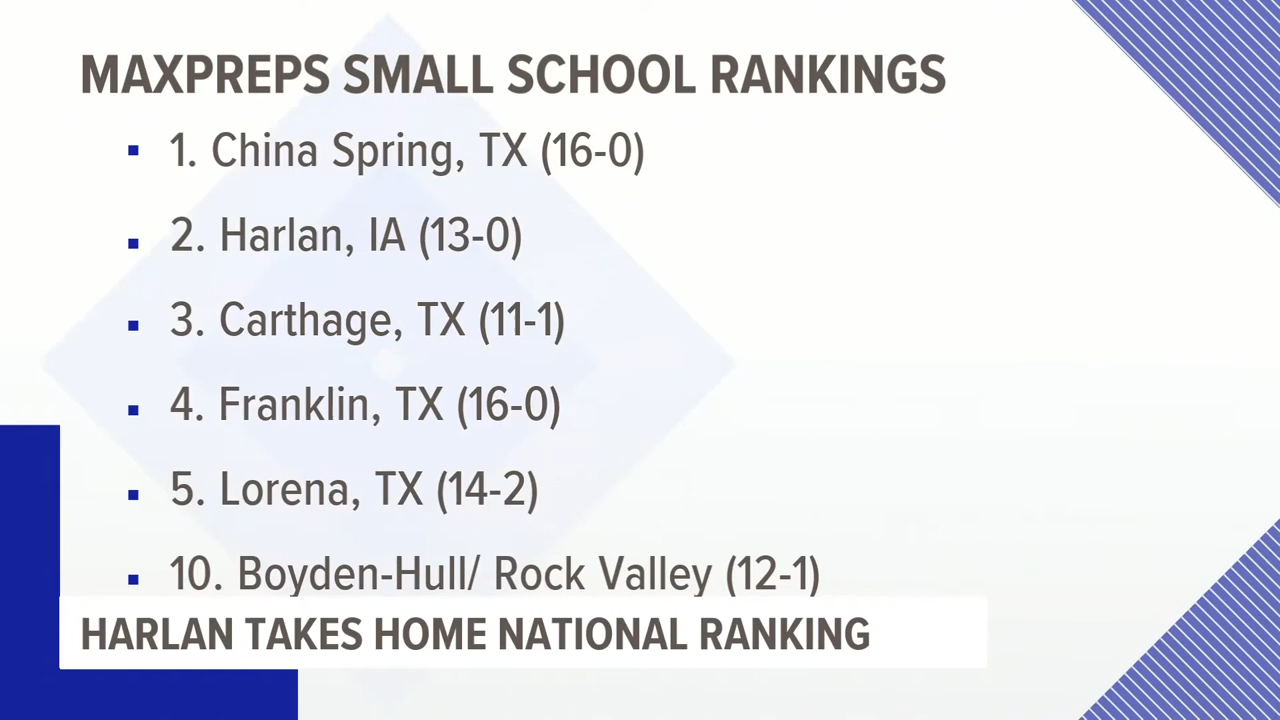 MAXPREPS SMALL SCHOOL RANKINGS
▪ 1. China Spring, TX (16-0)
▪ 2. Harlan, IA (13-0)
▪ 3. Carthage, TX (11-1)
▪ 4. Franklin, TX (16-0)
▪ 5. Lorena, TX (14-2)
▪ 10. Boyden-Hull/ Rock Valley (12-1)
HARLAN TAKES HOME NATIONAL RANKING